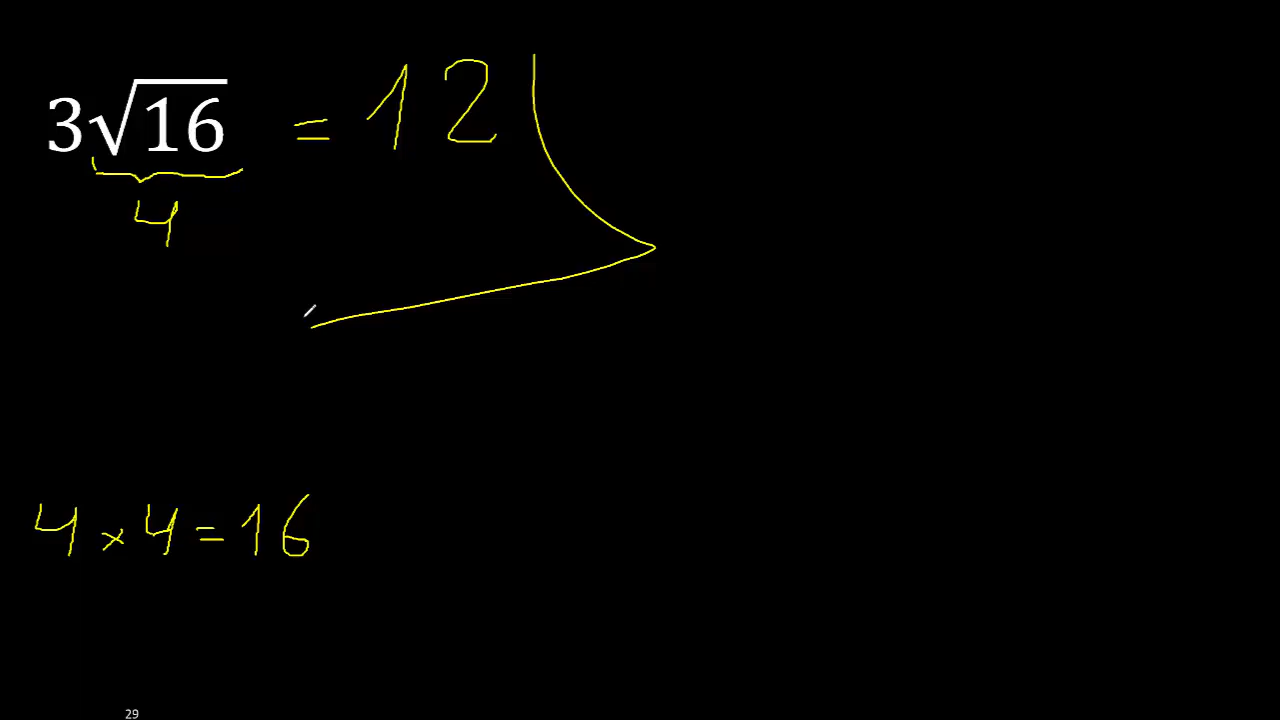 3√16 = 12
4
4 × 4 = 16
29